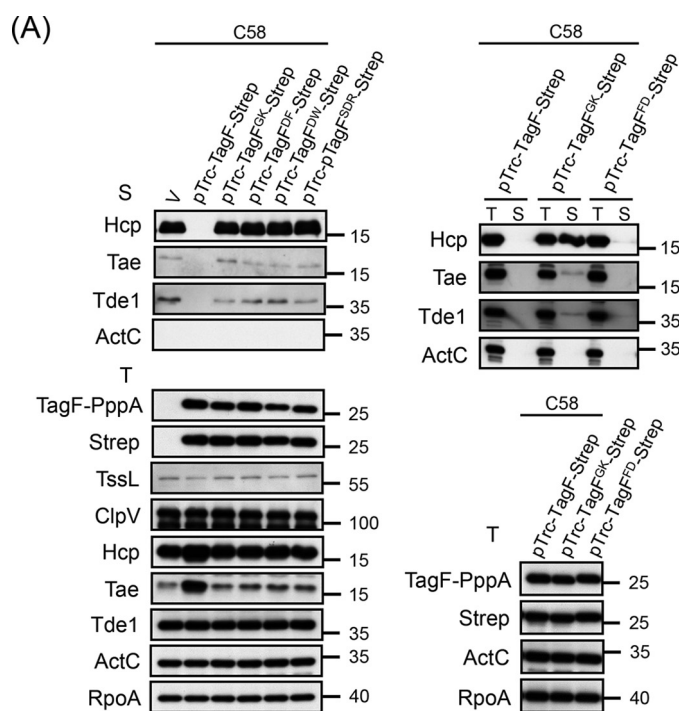 (A)
C58
V
pTrc-TagF-Strep
pTrc-TagF^GK-Strep
pTrc-TagF^DF-Strep
pTrc-TagF^DW-Strep
pTrc-pTagF^SDR-Strep
S
Hcp 15
Tae 15
Tde1 35
ActC 35
T
TagF-PppA 25
Strep 25
TssL 55
ClpV 100
Hcp 15
Tae 15
Tde1 35
ActC 35
RpoA 40
C58
pTrc-TagF-Strep
pTrc-TagF^GK-Strep
pTrc-TagF^FD-Strep
T S T S T S
Hcp 15
Tae 15
Tde1 35
ActC 35
C58
pTrc-TagF-Strep
pTrc-TagF^GK-Strep
pTrc-TagF^FD-Strep
T
TagF-PppA 25
Strep 25
ActC 35
RpoA 40